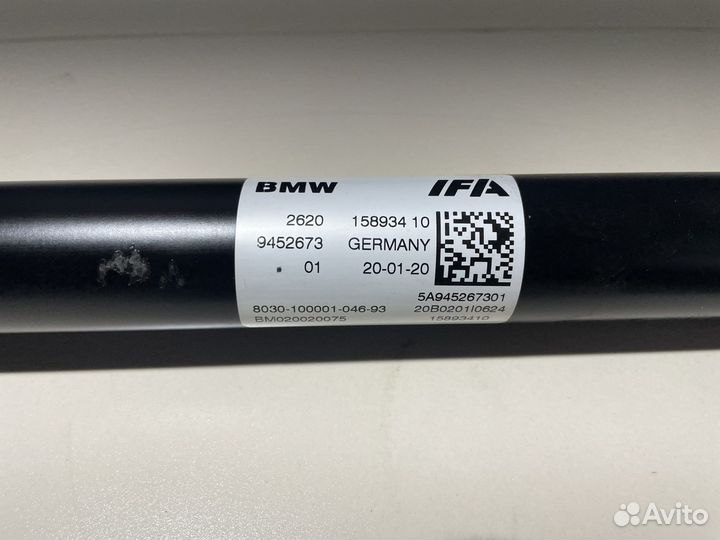 BMW IFA
2620 158934 10
9452673 GERMANY
01 20-01-20
5A945267301
8030-100001-046-93 20B0201I0624
BM020020075 15893410
Avito